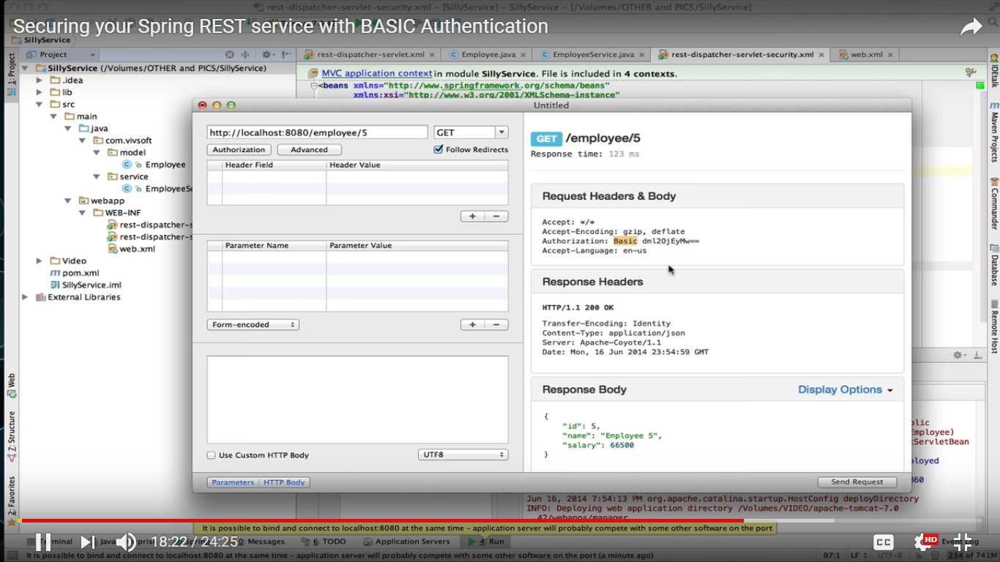 rest-dispatcher-servlet-security.xml - [SillyService] - SillyService - [/Volumes/OTHER and PICS/SillyService]
Securing your Spring REST service with BASIC Authentication
SillyService
Project
rest-dispatcher-servlet.xml
Employee.java
EmployeeService.java
rest-dispatcher-servlet-security.xml
web.xml
SillyService (/Volumes/OTHER and PICS/SillyService)
MVC application context in module SillyService. File is included in 4 contexts.
.idea
<beans xmlns="http://www.springframework.org/schema/beans"
lib
xmlns:xsi="http://www.w3.org/2001/XMLSchema-instance"
src
main
java
com.vivsoft
model
Employee
service
EmployeeSe
webapp
WEB-INF
rest-dispatcher-s
rest-dispatcher-s
web.xml
Video
pom.xml
SillyService.iml
External Libraries
1: Project
Web
Z: Structure
2: Favorites
IDEtalk
Maven Projects
Commander
Database
Remote Host
Untitled
http://localhost:8080/employee/5
GET
Authorization
Advanced
Follow Redirects
Header Field
Header Value
+
−
Parameter Name
Parameter Value
Form-encoded
+
−
Use Custom HTTP Body
UTF8
Parameters
HTTP Body
Send Request
GET /employee/5
Response time: 123 ms
Request Headers & Body
Accept: */*
Accept-Encoding: gzip, deflate
Authorization: Basic dml2OjEyMw==
Accept-Language: en-us
Response Headers
HTTP/1.1 200 OK
Transfer-Encoding: Identity
Content-Type: application/json
Server: Apache-Coyote/1.1
Date: Mon, 16 Jun 2014 23:54:59 GMT
Response Body
Display Options
{
"id": 5,
"name": "Employee 5",
"salary": 66500
}
blic
Employee)
tServletBean
ployed
Jun 16, 2014 7:54:13 PM org.apache.catalina.startup.HostConfig deployDirectory
INFO: Deploying web application directory /Volumes/VIDEO/apache-tomcat-7.0
.42/webapps/manager
It is possible to bind and connect to localhost:8080 at the same time – application server will probably compete with some other software on the port
18:22 / 24:25
0: Messages
6: TODO
Application Servers
4: Run
CC
HD
Event Log
It is possible to bind and connect to localhost:8080 at the same time – application server will probably compete with some other software on the port (a minute ago)
97:1
LF
UTF-8
234 of 741M